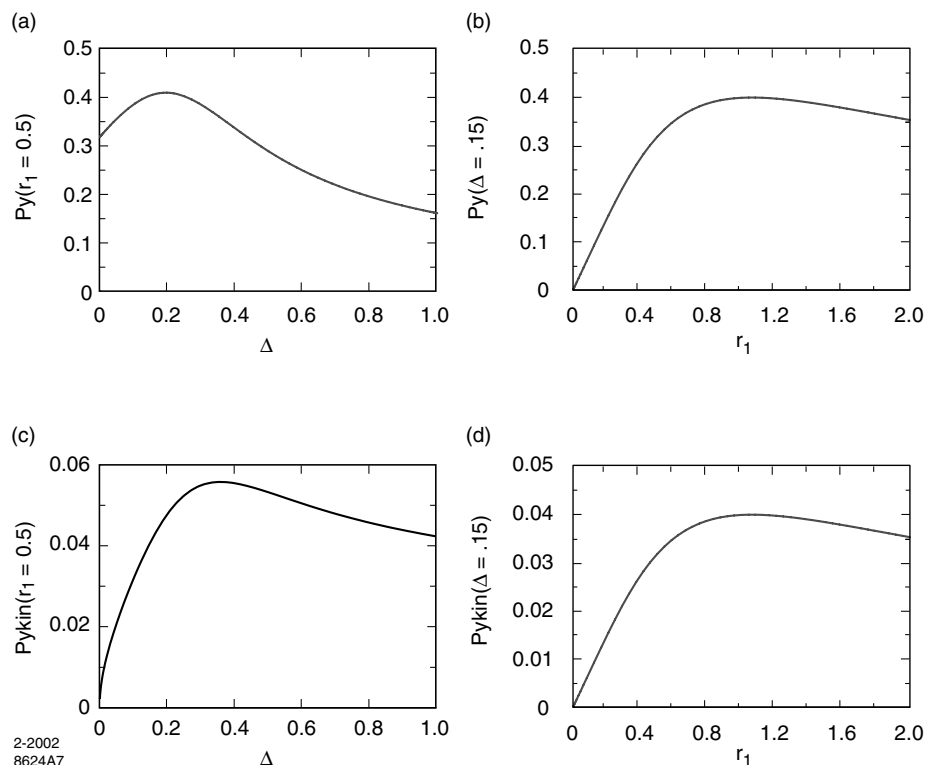 (a)
0.5
0.4
0.3
0.2
0.1
0
Py(r1 = 0.5)
0 0.2 0.4 0.6 0.8 1.0
Δ
(b)
0.5
0.4
0.3
0.2
0.1
0
Py(Δ = .15)
0 0.4 0.8 1.2 1.6 2.0
r1
(c)
0.06
0.04
0.02
0
Pykin(r1 = 0.5)
0 0.2 0.4 0.6 0.8 1.0
Δ
(d)
0.05
0.04
0.03
0.02
0.01
0
Pykin(Δ = .15)
0 0.4 0.8 1.2 1.6 2.0
r1
2-2002
8624A7